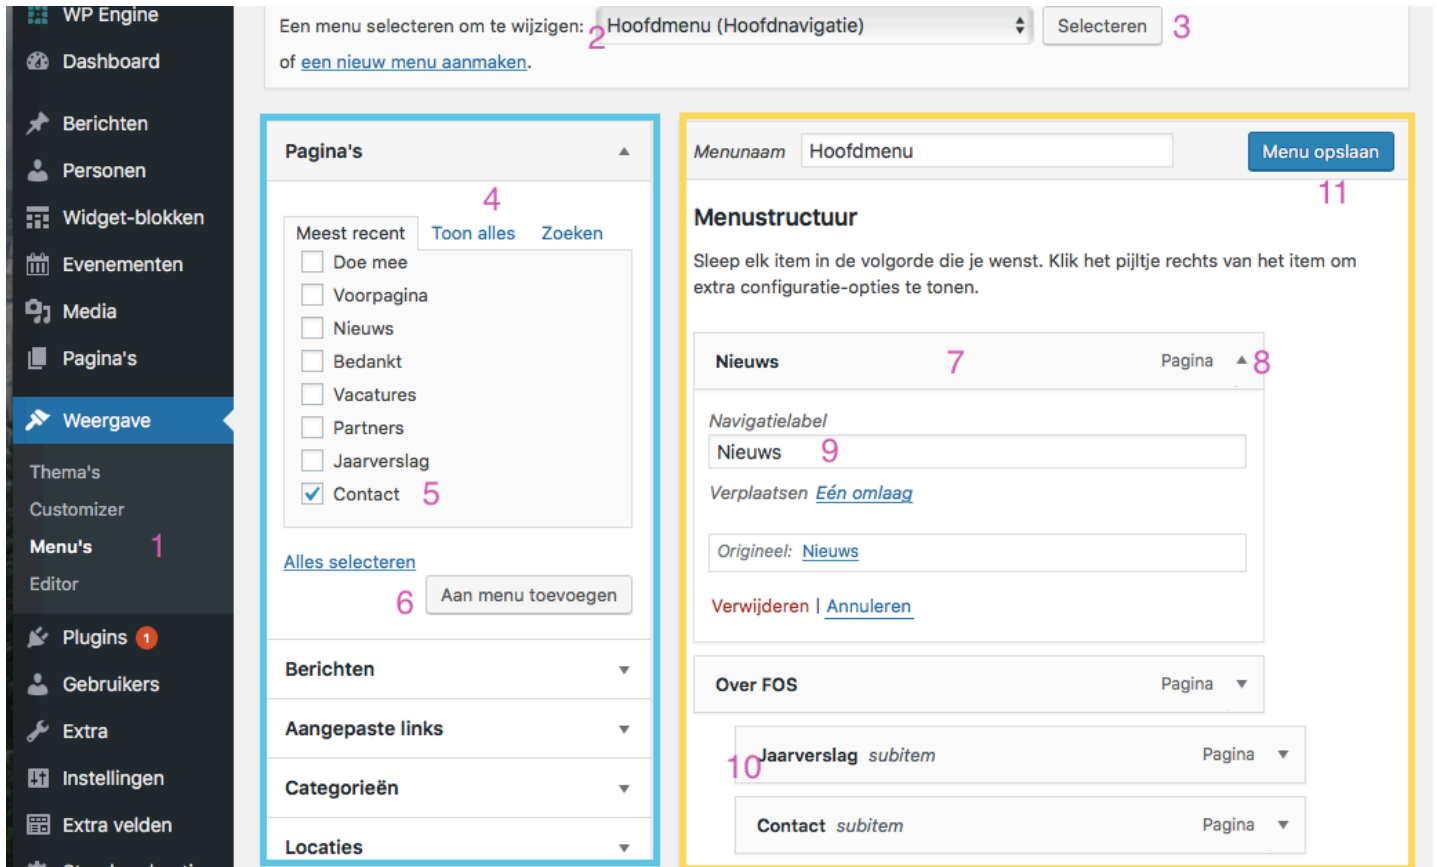 WP Engine
Dashboard
Berichten
Personen
Widget-blokken
Evenementen
Media
Pagina's
Weergave
Thema's
Customizer
Menu's 1
Editor
Plugins 1
Gebruikers
Extra
Instellingen
Extra velden
Een menu selecteren om te wijzigen: 2 Hoofdmenu (Hoofdnavigatie) Selecteren 3
of een nieuw menu aanmaken.
Pagina's
4
Meest recent Toon alles Zoeken
Doe mee
Voorpagina
Nieuws
Bedankt
Vacatures
Partners
Jaarverslag
Contact 5
Alles selecteren
6 Aan menu toevoegen
Berichten
Aangepaste links
Categorieën
Locaties
Menunaam Hoofdmenu Menu opslaan
11
Menustructuur
Sleep elk item in de volgorde die je wenst. Klik het pijltje rechts van het item om
extra configuratie-opties te tonen.
Nieuws 7 Pagina 8
Navigatielabel
Nieuws 9
Verplaatsen Eén omlaag
Origineel: Nieuws
Verwijderen | Annuleren
Over FOS Pagina
10 Jaarverslag subitem Pagina
Contact subitem Pagina